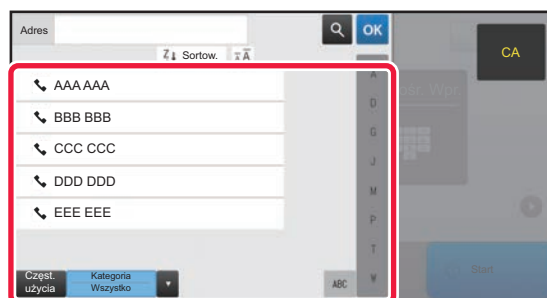 Adres
OK
CA
Sortow.
AAA AAA
BBB BBB
CCC CCC
DDD DDD
EEE EEE
A
D
G
J
M
P
T
Częst. użycia
Kategoria
Wszystko
ABC
Start